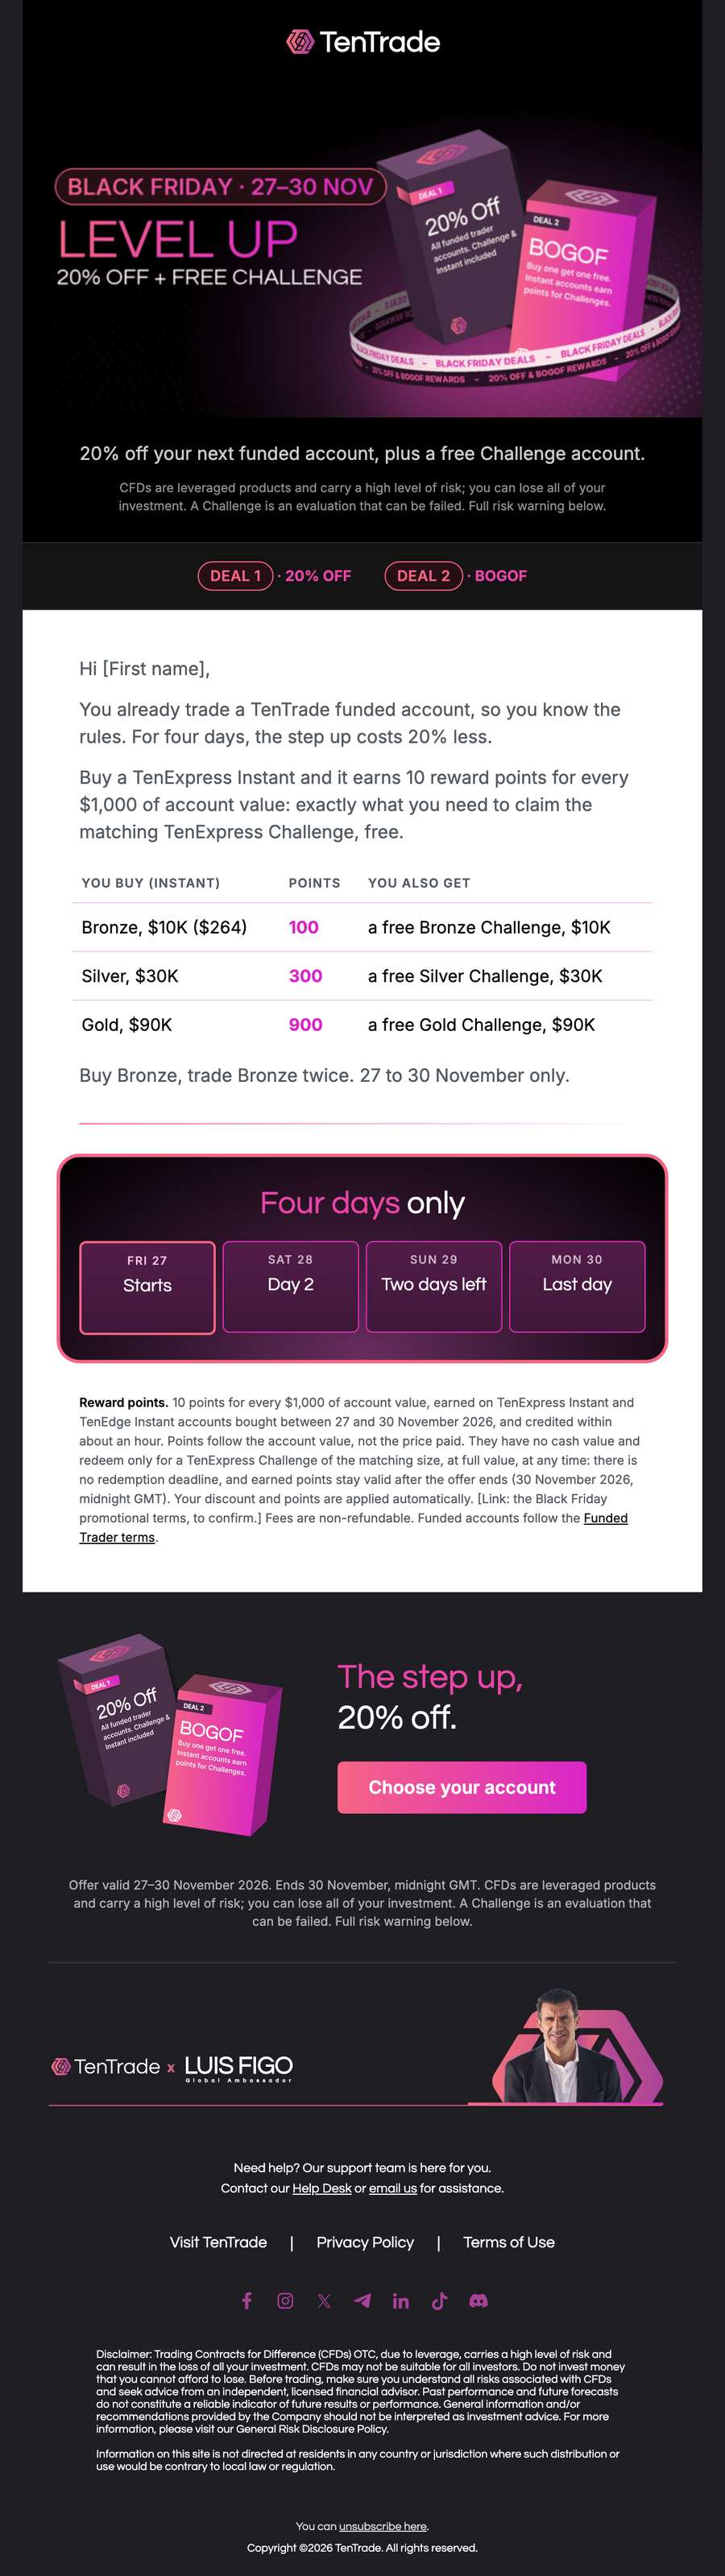 TenTrade
BLACK FRIDAY · 27–30 NOV
LEVEL UP
20% OFF + FREE CHALLENGE
DEAL 1
20% Off
All funded trader
accounts. Challenge &
Instant included
DEAL 2
BOGOF
Buy one get one free.
Instant accounts earn
points for Challenges.
BLACK FRIDAY DEALS – BLACK FRIDAY DEALS – BLACK FRIDAY DEALS
20% OFF & BOGOF REWARDS – 20% OFF & BOGOF REWARDS – 20% OFF & BOGOF
20% off your next funded account, plus a free Challenge account.
CFDs are leveraged products and carry a high level of risk; you can lose all of your
investment. A Challenge is an evaluation that can be failed. Full risk warning below.
DEAL 1 · 20% OFF DEAL 2 · BOGOF
Hi [First name],
You already trade a TenTrade funded account, so you know the
rules. For four days, the step up costs 20% less.
Buy a TenExpress Instant and it earns 10 reward points for every
$1,000 of account value: exactly what you need to claim the
matching TenExpress Challenge, free.
YOU BUY (INSTANT) POINTS YOU ALSO GET
Bronze, $10K ($264) 100 a free Bronze Challenge, $10K
Silver, $30K 300 a free Silver Challenge, $30K
Gold, $90K 900 a free Gold Challenge, $90K
Buy Bronze, trade Bronze twice. 27 to 30 November only.
Four days only
FRI 27 SAT 28 SUN 29 MON 30
Starts Day 2 Two days left Last day
Reward points. 10 points for every $1,000 of account value, earned on TenExpress Instant and
TenEdge Instant accounts bought between 27 and 30 November 2026, and credited within
about an hour. Points follow the account value, not the price paid. They have no cash value and
redeem only for a TenExpress Challenge of the matching size, at full value, at any time: there is
no redemption deadline, and earned points stay valid after the offer ends (30 November 2026,
midnight GMT). Your discount and points are applied automatically. [Link: the Black Friday
promotional terms, to confirm.] Fees are non-refundable. Funded accounts follow the Funded
Trader terms.
DEAL 1
20% Off
All funded trader
accounts. Challenge &
Instant included
DEAL 2
BOGOF
Buy one get one free.
Instant accounts earn
points for Challenges.
The step up,
20% off.
Choose your account
Offer valid 27–30 November 2026. Ends 30 November, midnight GMT. CFDs are leveraged products
and carry a high level of risk; you can lose all of your investment. A Challenge is an evaluation that
can be failed. Full risk warning below.
TenTrade x LUIS FIGO
Global Ambassador
Need help? Our support team is here for you.
Contact our Help Desk or email us for assistance.
Visit TenTrade | Privacy Policy | Terms of Use
Disclaimer: Trading Contracts for Difference (CFDs) OTC, due to leverage, carries a high level of risk and
can result in the loss of all your investment. CFDs may not be suitable for all investors. Do not invest money
that you cannot afford to lose. Before trading, make sure you understand all risks associated with CFDs
and seek advice from an independent, licensed financial advisor. Past performance and future forecasts
do not constitute a reliable indicator of future results or performance. General information and/or
recommendations provided by the Company should not be interpreted as investment advice. For more
information, please visit our General Risk Disclosure Policy.
Information on this site is not directed at residents in any country or jurisdiction where such distribution or
use would be contrary to local law or regulation.
You can unsubscribe here.
Copyright ©2026 TenTrade. All rights reserved.